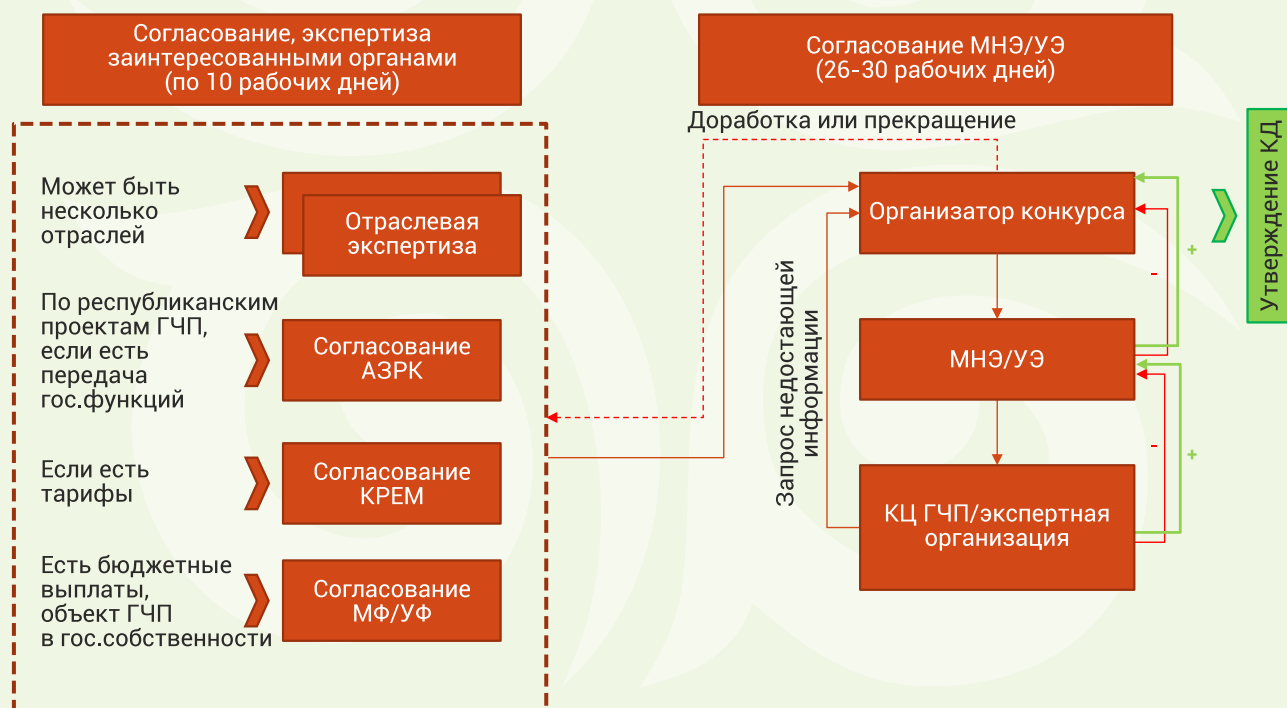 Согласование, экспертиза
заинтересованными органами
(по 10 рабочих дней)
Согласование МНЭ/УЭ
(26-30 рабочих дней)
Доработка или прекращение
Может быть
несколько
отраслей
Отраслевая
экспертиза
По республиканским
проектам ГЧП,
если есть
передача
гос.функций
Согласование
АЗРК
Если есть
тарифы
Согласование
КРЕМ
Есть бюджетные
выплаты,
объект ГЧП
в гос.собственности
Согласование
МФ/УФ
Запрос недостающей
информации
Организатор конкурса
+
-
МНЭ/УЭ
-
+
КЦ ГЧП/экспертная
организация
Утверждение КД